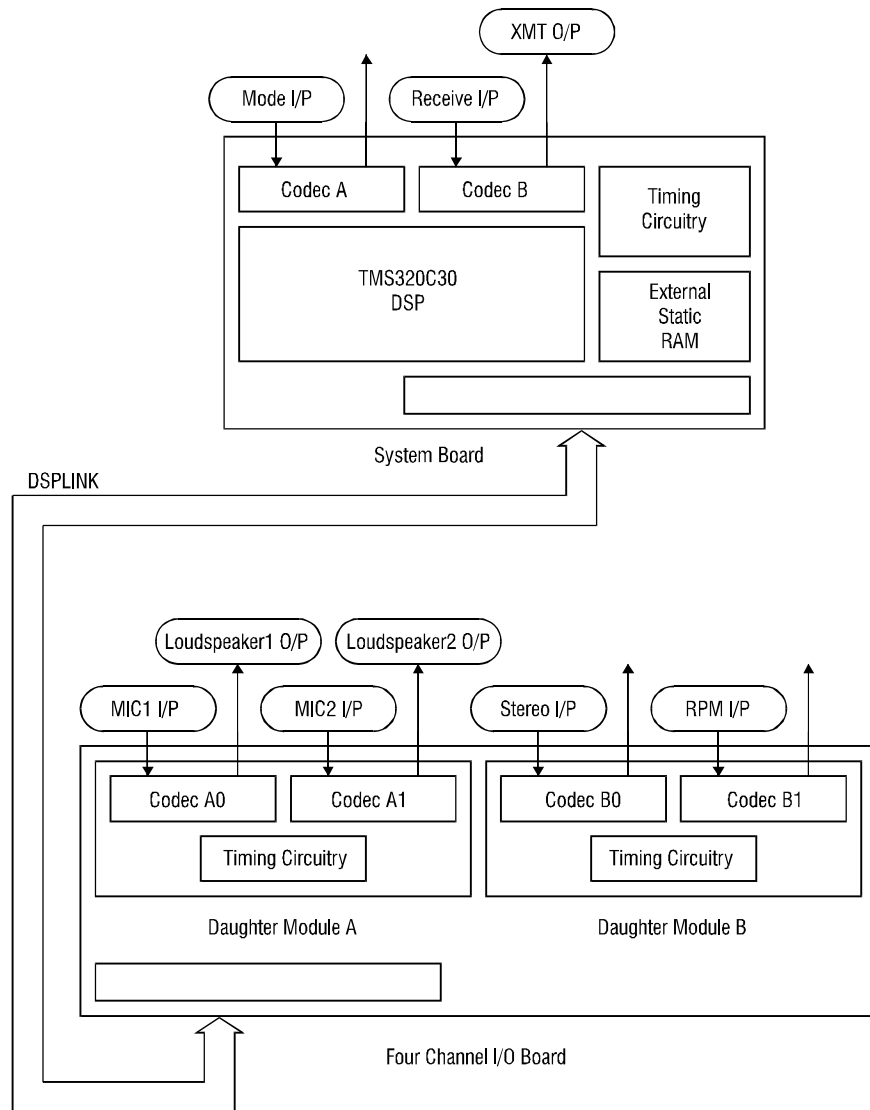 XMT O/P
Mode I/P
Receive I/P
Codec A
Codec B
Timing
Circuitry
TMS320C30
DSP
External
Static
RAM
System Board
DSPLINK
Loudspeaker1 O/P
Loudspeaker2 O/P
MIC1 I/P
MIC2 I/P
Stereo I/P
RPM I/P
Codec A0
Codec A1
Codec B0
Codec B1
Timing Circuitry
Timing Circuitry
Daughter Module A
Daughter Module B
Four Channel I/O Board